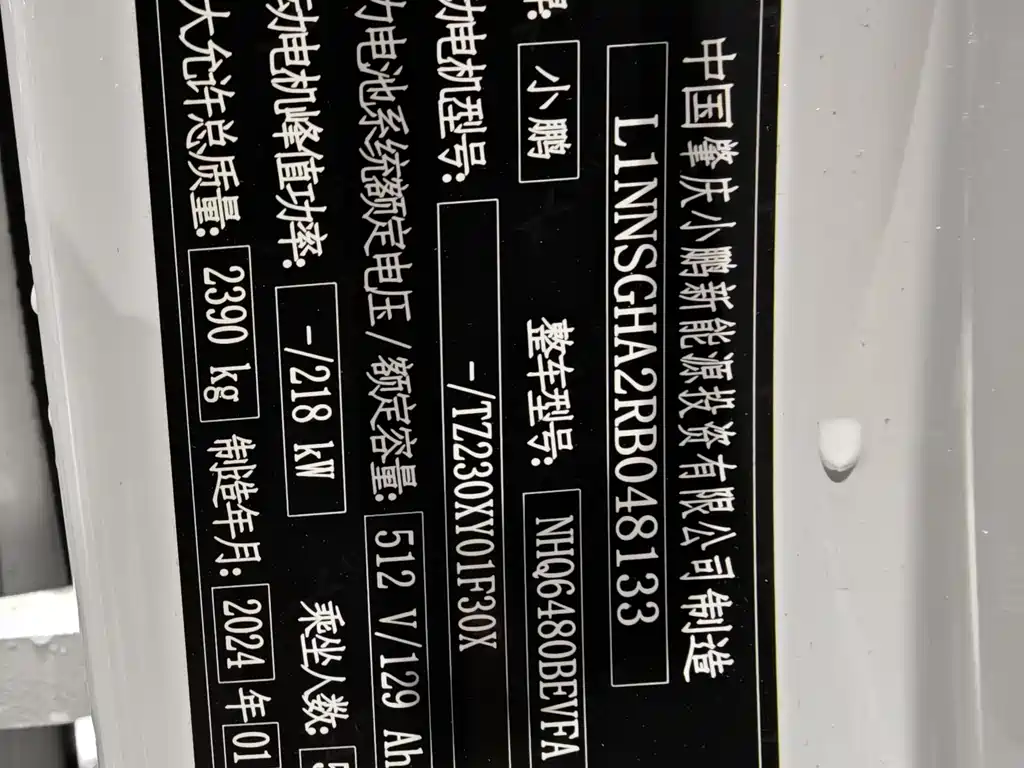 中国肇庆小鹏新能源投资有限公司 制造
L1NNSGHA2RB048133
小鹏 整车型号: NHQ6480BEVFA
动电机型号: -/TZ230XY01F30X
力电池系统额定电压 / 额定容量: 512 V/129 Ah
动电机峰值功率: -/218 kW 乘坐人数:
大允许总质量: 2390 kg 制造年月: 2024 年 01